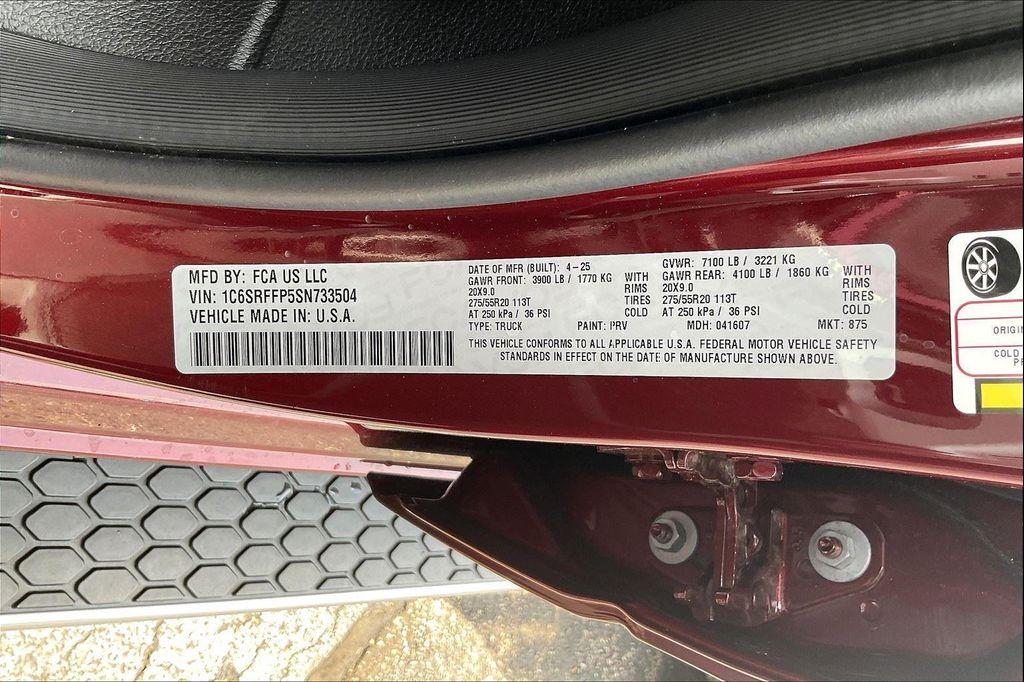 MFD BY: FCA US LLC
VIN: 1C6SRFFP5SN733504
VEHICLE MADE IN: U.S.A.
DATE OF MFR (BUILT): 4-25
GAWR FRONT: 3900 LB / 1770 KG WITH
20X9.0 RIMS
275/55R20 113T TIRES
AT 250 kPa / 36 PSI COLD
GVWR: 7100 LB / 3221 KG
GAWR REAR: 4100 LB / 1860 KG WITH
20X9.0 RIMS
275/55R20 113T TIRES
AT 250 kPa / 36 PSI COLD
TYPE: TRUCK PAINT: PRV MDH: 041607 MKT: 875
THIS VEHICLE CONFORMS TO ALL APPLICABLE U.S.A. FEDERAL MOTOR VEHICLE SAFETY
STANDARDS IN EFFECT ON THE DATE OF MANUFACTURE SHOWN ABOVE.
ORIGI
COLD
P